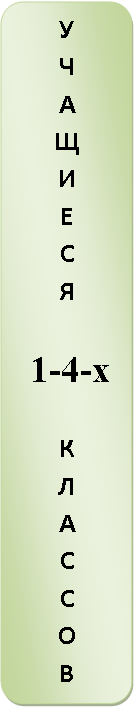 У
Ч
А
Щ
И
Е
С
Я
1-4-х
К
Л
А
С
С
О
В